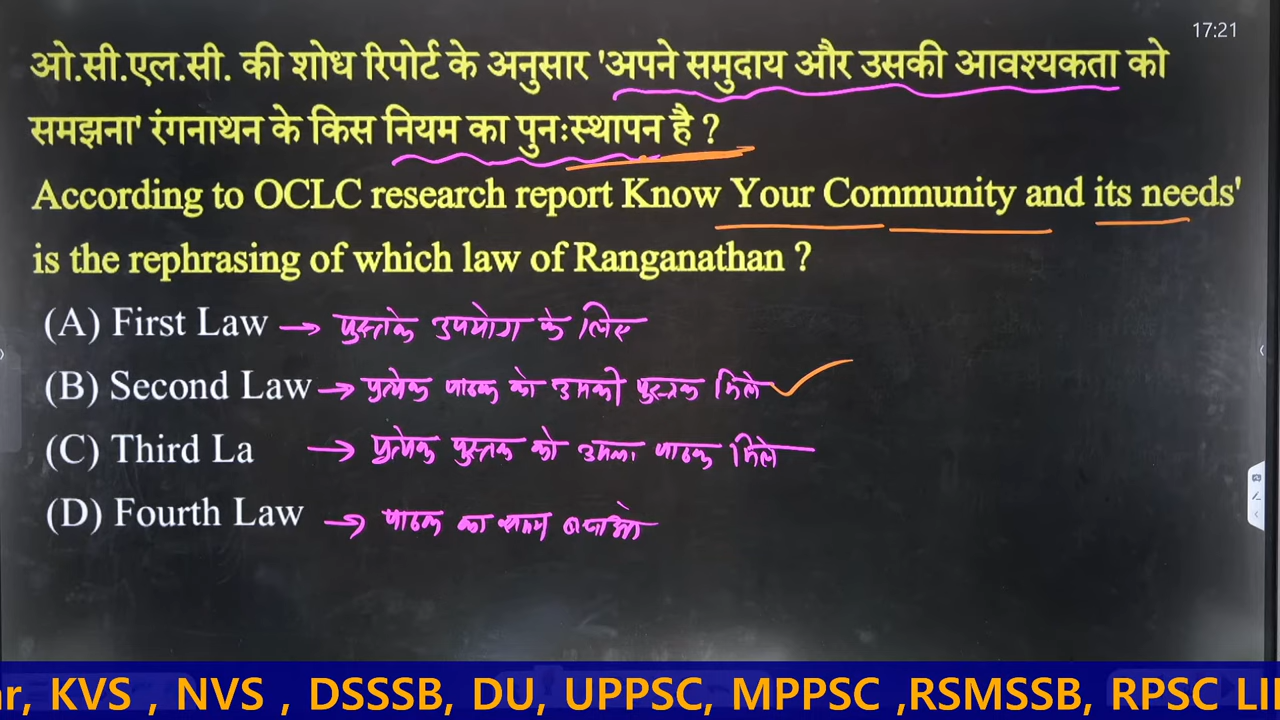 17:21
ओ.सी.एल.सी. की शोध रिपोर्ट के अनुसार 'अपने समुदाय और उसकी आवश्यकता को
समझना' रंगनाथन के किस नियम का पुनःस्थापन है ?
According to OCLC research report Know Your Community and its needs'
is the rephrasing of which law of Ranganathan ?
(A) First Law → पुस्तके उपयोग के लिए
(B) Second Law → प्रत्येक पाठक को उसकी पुस्तक मिले
(C) Third La → प्रत्येक पुस्तक को उसका पाठक मिले
(D) Fourth Law → पाठक का समय बचाओ
KVS , NVS , DSSSB, DU, UPPSC, MPPSC ,RSMSSB, RPSC